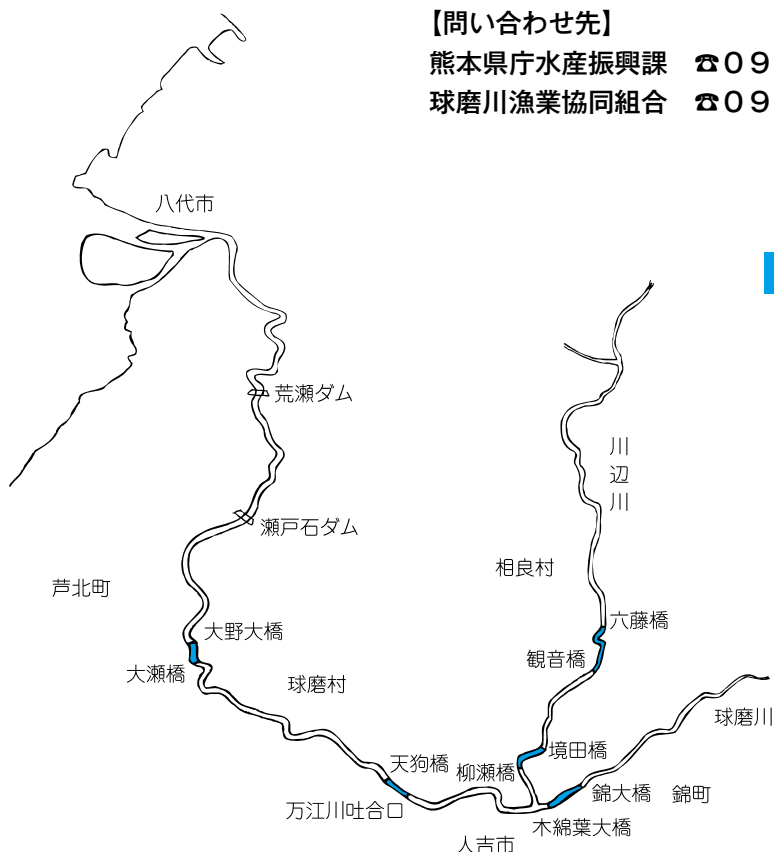 【問い合わせ先】
熊本県庁水産振興課　☎０９
球磨川漁業協同組合　☎０９
八代市
荒瀬ダム
川辺川
瀬戸石ダム
相良村
芦北町
六藤橋
大野大橋
観音橋
大瀬橋
球磨村
球磨川
境田橋
天狗橋
柳瀬橋
錦大橋
錦町
万江川吐合口
木綿葉大橋
人吉市